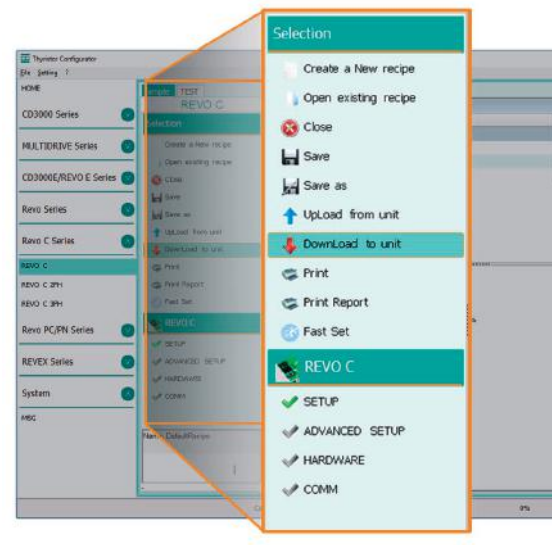 Thyristor Configurator
File Setting ?
HOME
CD3000 Series
MULTIDRIVE Series
CD3000E/REVO E Series
Revo Series
Revo C Series
REVO C
REVO C 2PH
REVO C 3PH
Revo PC/PN Series
REVEX Series
System
MISC
TEST
REVO C
Selection
Create a New recipe
Open existing recipe
Close
Save
Save as
UpLoad from unit
DownLoad to unit
Print
Print Report
Fast Set
REVO C
SETUP
ADVANCED SETUP
HARDWARE
COMM
Name: DefaultRecipe
Selection
Create a New recipe
Open existing recipe
Close
Save
Save as
UpLoad from unit
DownLoad to unit
Print
Print Report
Fast Set
REVO C
SETUP
ADVANCED SETUP
HARDWARE
COMM
0%